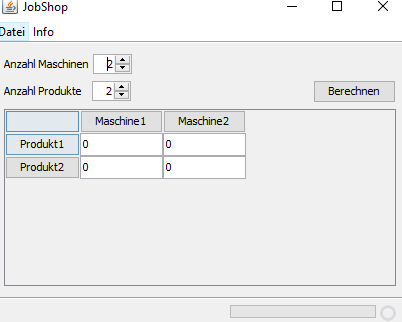 JobShop
Datei Info
Anzahl Maschinen 2
Anzahl Produkte 2
Berechnen
Maschine1 Maschine2
Produkt1 0 0
Produkt2 0 0